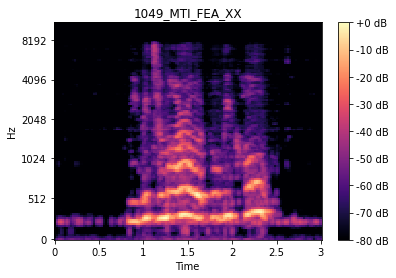 1049_MTI_FEA_XX
8192
4096
2048
1024
512
0
Hz
0
0.5
1
1.5
2
2.5
3
Time
+0 dB
-10 dB
-20 dB
-30 dB
-40 dB
-50 dB
-60 dB
-70 dB
-80 dB